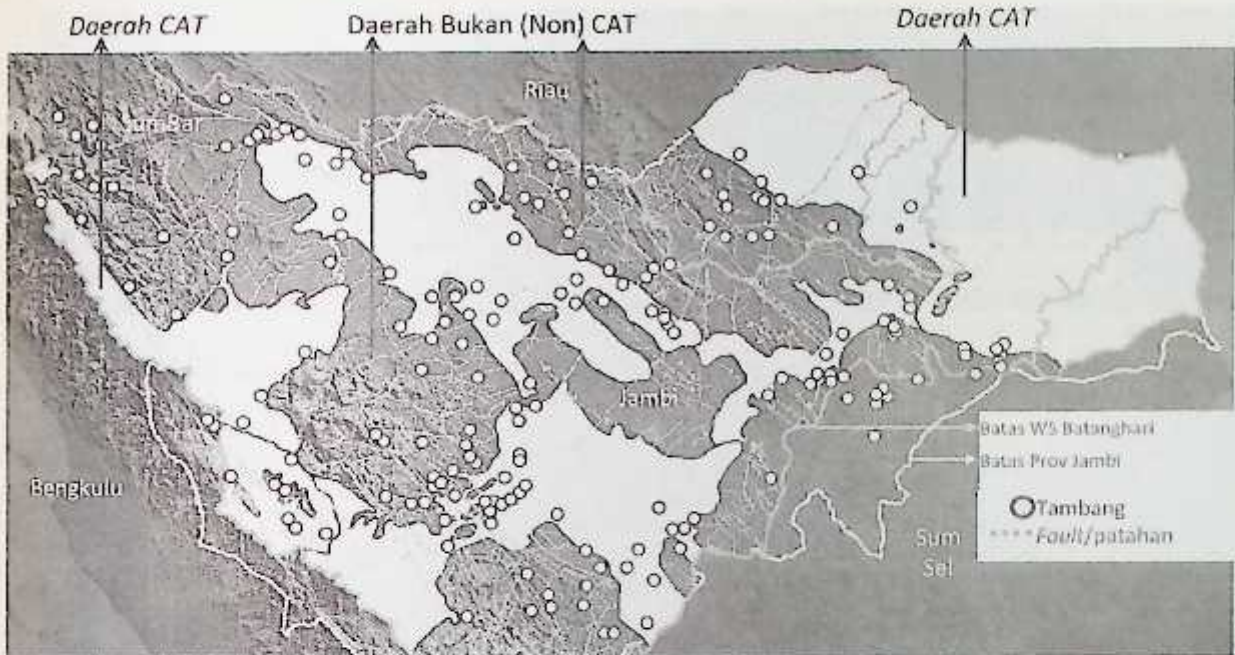 Daerah CAT
Daerah Bukan (Non) CAT
Daerah CAT
Riau
Sum Bar
Jambi
Bengkulu
Batas WS Batanghari
Batas Prov Jambi
Tambang
Fault/patahan
Sum
Sel